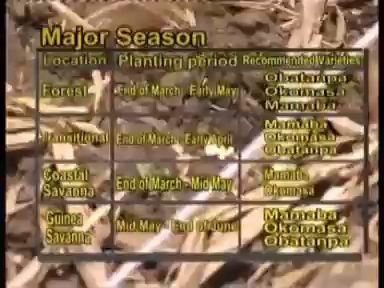 Major Season
Location Planting period Recommended Varieties
Forest End of March - Early May Obatanpa
Okomasa
Mamaba
Transitional End of March - Early April Mamaba
Okomasa
Obatanpa
Coastal Savanna End of March - Mid May Mamaba
Okomasa
Guinea Savanna Mid May - End of June Mamaba
Okomasa
Obatanpa